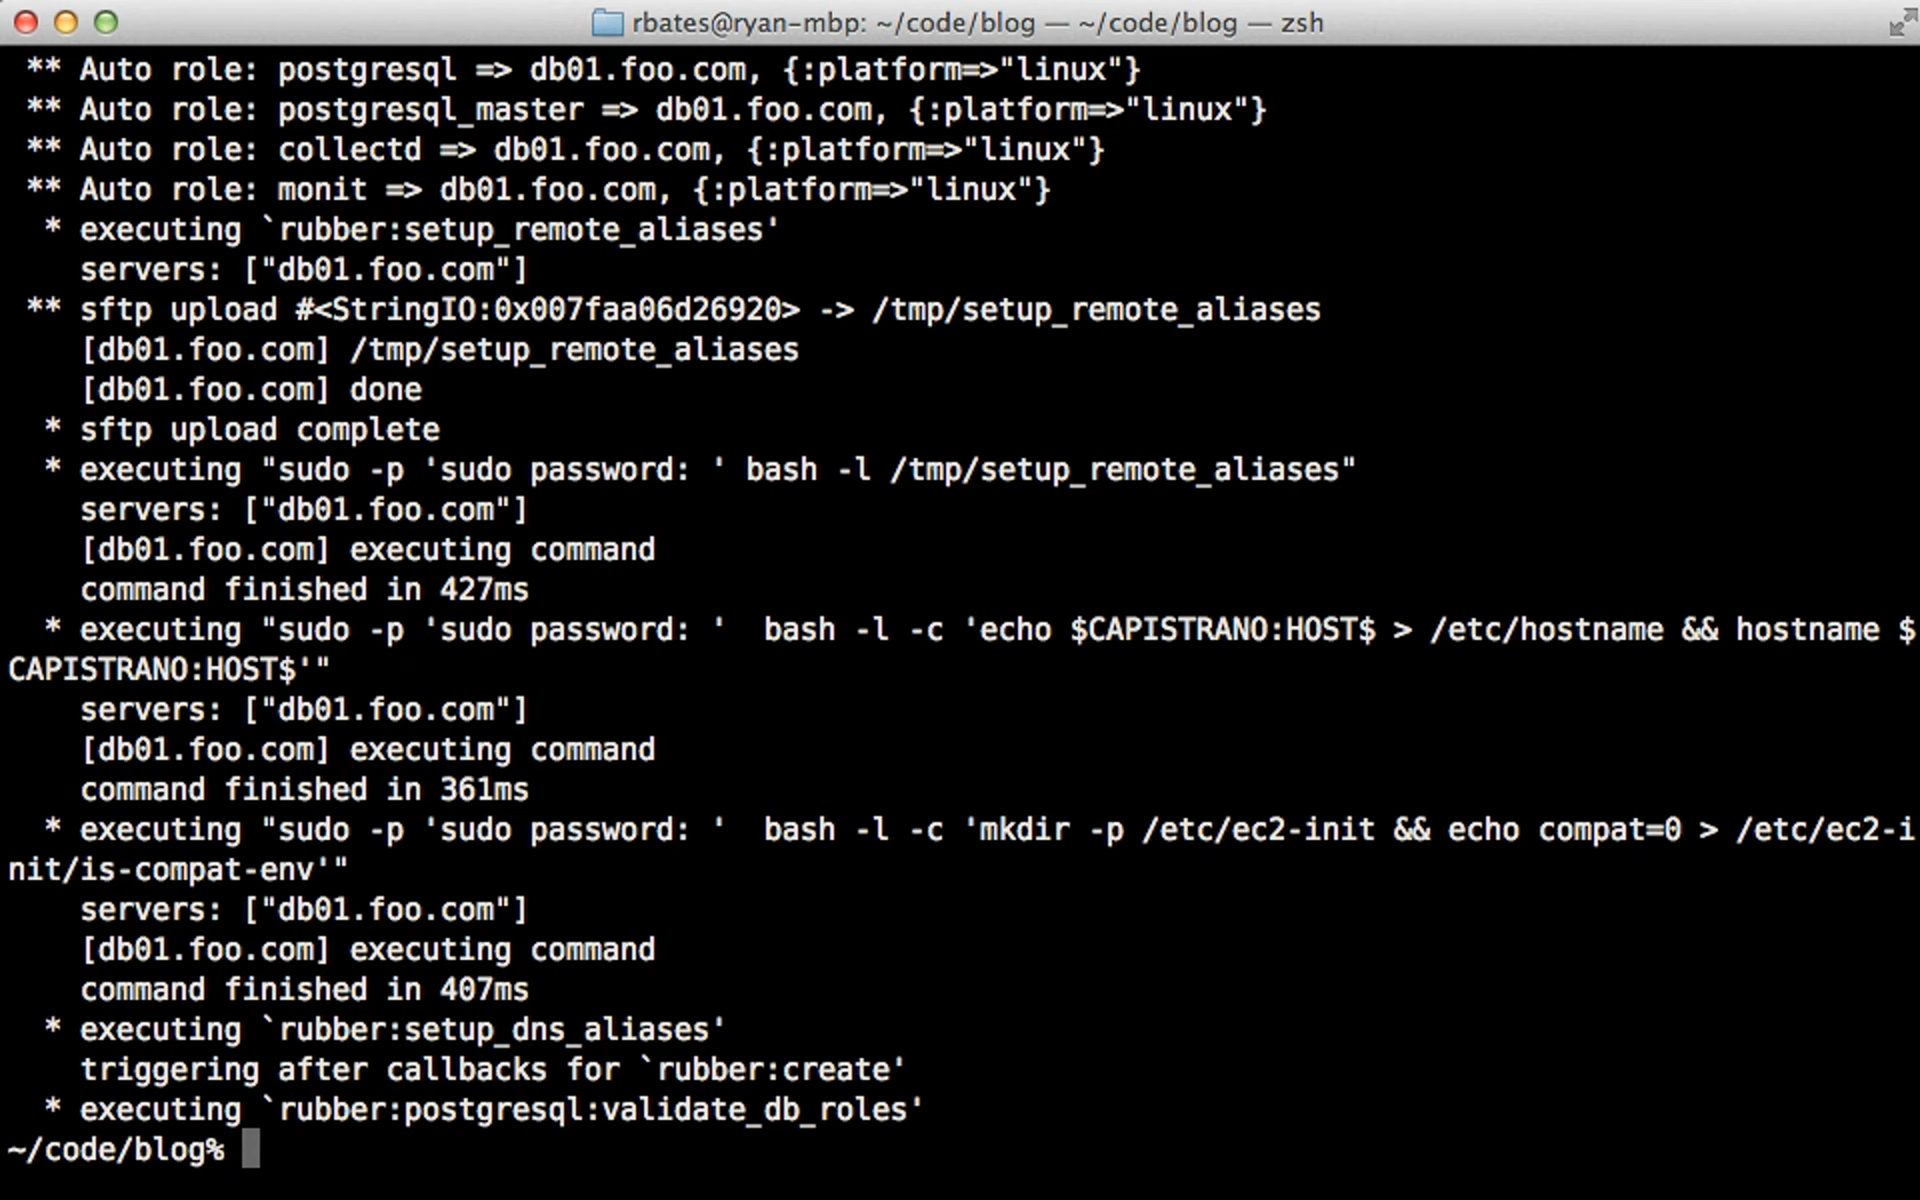 rbates@ryan-mbp: ~/code/blog — ~/code/blog — zsh
** Auto role: postgresql => db01.foo.com, {:platform=>"linux"}
** Auto role: postgresql_master => db01.foo.com, {:platform=>"linux"}
** Auto role: collectd => db01.foo.com, {:platform=>"linux"}
** Auto role: monit => db01.foo.com, {:platform=>"linux"}
* executing `rubber:setup_remote_aliases'
servers: ["db01.foo.com"]
** sftp upload #<StringIO:0x007faa06d26920> -> /tmp/setup_remote_aliases
[db01.foo.com] /tmp/setup_remote_aliases
[db01.foo.com] done
* sftp upload complete
* executing "sudo -p 'sudo password: ' bash -l /tmp/setup_remote_aliases"
servers: ["db01.foo.com"]
[db01.foo.com] executing command
command finished in 427ms
* executing "sudo -p 'sudo password: '  bash -l -c 'echo $CAPISTRANO:HOST$ > /etc/hostname && hostname $
CAPISTRANO:HOST$'"
servers: ["db01.foo.com"]
[db01.foo.com] executing command
command finished in 361ms
* executing "sudo -p 'sudo password: '  bash -l -c 'mkdir -p /etc/ec2-init && echo compat=0 > /etc/ec2-i
nit/is-compat-env'"
servers: ["db01.foo.com"]
[db01.foo.com] executing command
command finished in 407ms
* executing `rubber:setup_dns_aliases'
triggering after callbacks for `rubber:create'
* executing `rubber:postgresql:validate_db_roles'
~/code/blog%